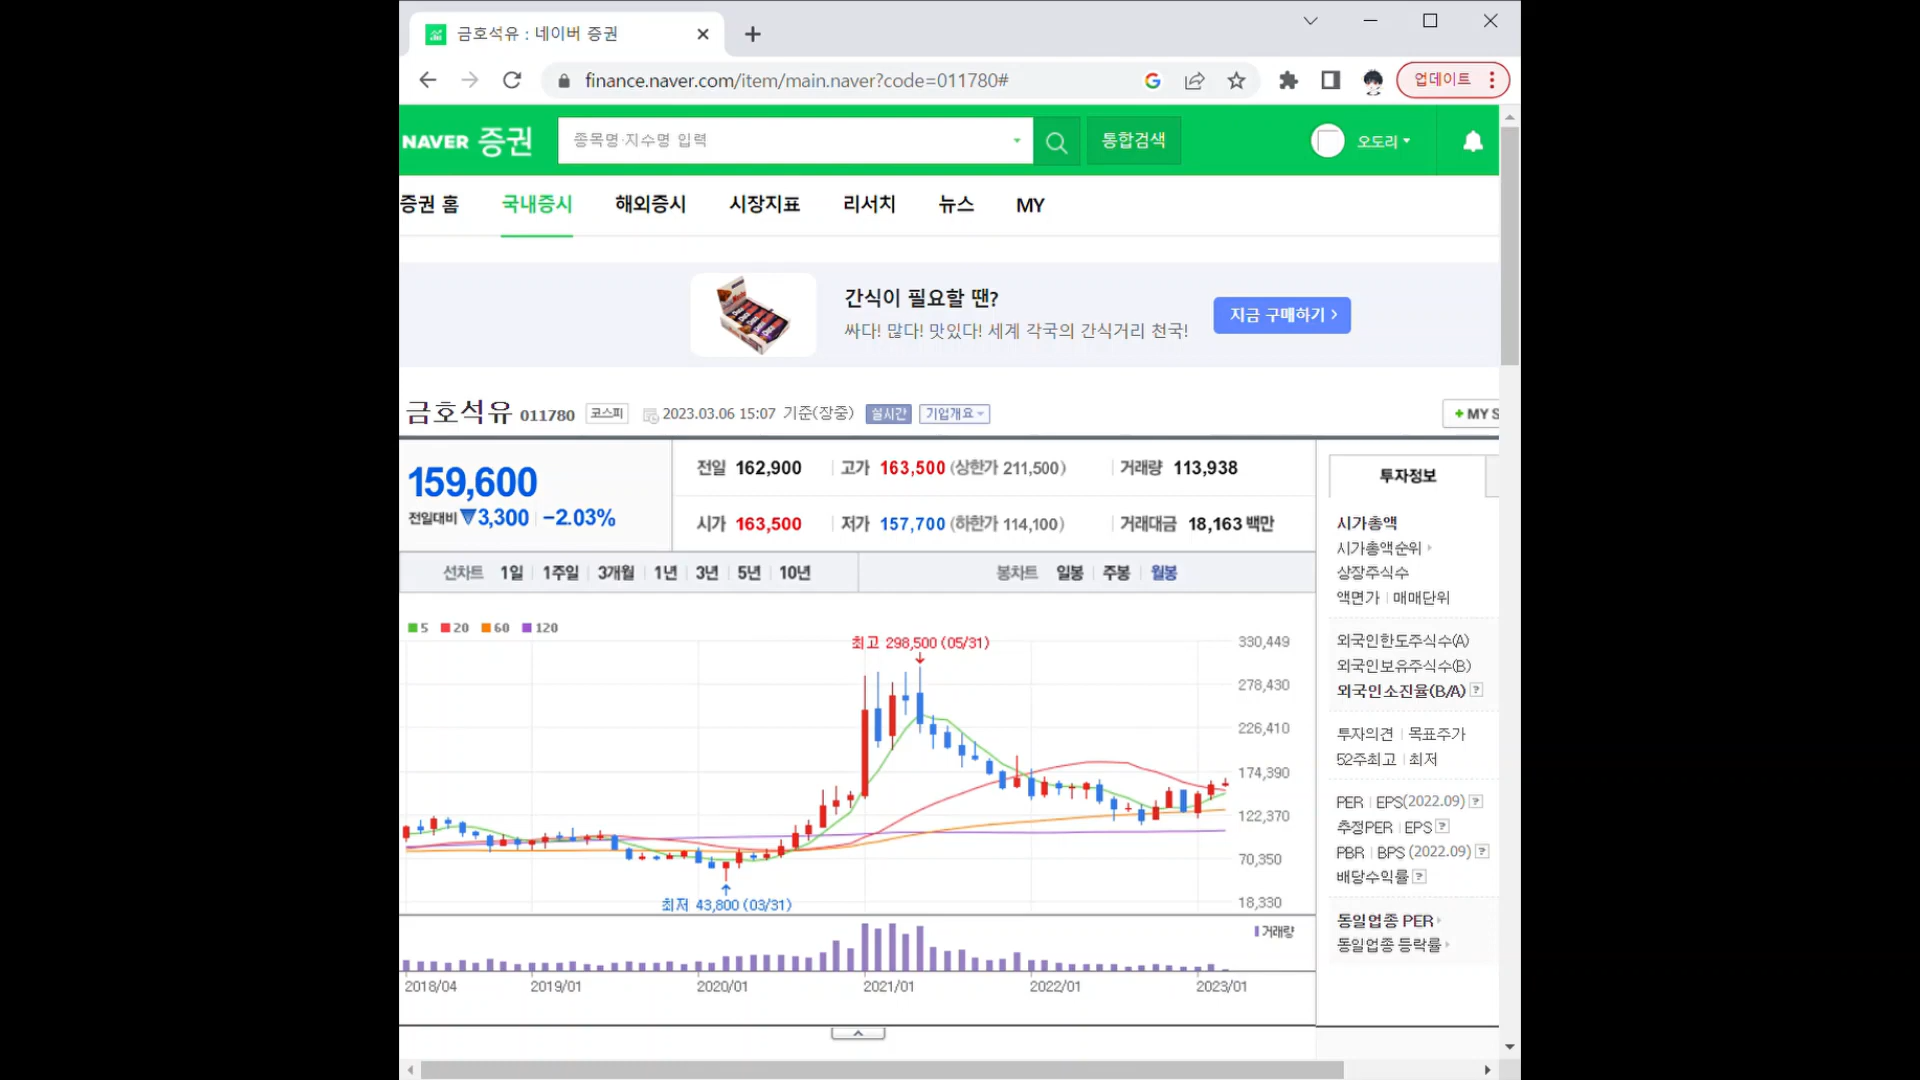 금호석유 : 네이버 증권
finance.naver.com/item/main.naver?code=011780#
업데이트
NAVER 증권
종목명·지수명 입력
통합검색
오도리
증권 홈 국내증시 해외증시 시장지표 리서치 뉴스 MY
간식이 필요할 땐?
싸다! 많다! 맛있다! 세계 각국의 간식거리 천국!
지금 구매하기 >
금호석유 011780 코스피 2023.03.06 15:07 기준(장중) 실시간 기업개요
+ MY S
159,600
전일대비 ▼3,300 -2.03%
전일 162,900 고가 163,500 (상한가 211,500) 거래량 113,938
시가 163,500 저가 157,700 (하한가 114,100) 거래대금 18,163 백만
선차트 1일 1주일 3개월 1년 3년 5년 10년
봉차트 일봉 주봉 월봉
5 20 60 120
최고 298,500 (05/31)
최저 43,800 (03/31)
330,449
278,430
226,410
174,390
122,370
70,350
18,330
거래량
2018/04 2019/01 2020/01 2021/01 2022/01 2023/01
투자정보
시가총액
시가총액순위
상장주식수
액면가 | 매매단위
외국인한도주식수(A)
외국인보유주식수(B)
외국인소진율(B/A) ?
투자의견 | 목표주가
52주최고 | 최저
PER | EPS(2022.09) ?
추정PER | EPS ?
PBR | BPS (2022.09) ?
배당수익률 ?
동일업종 PER
동일업종 등락률